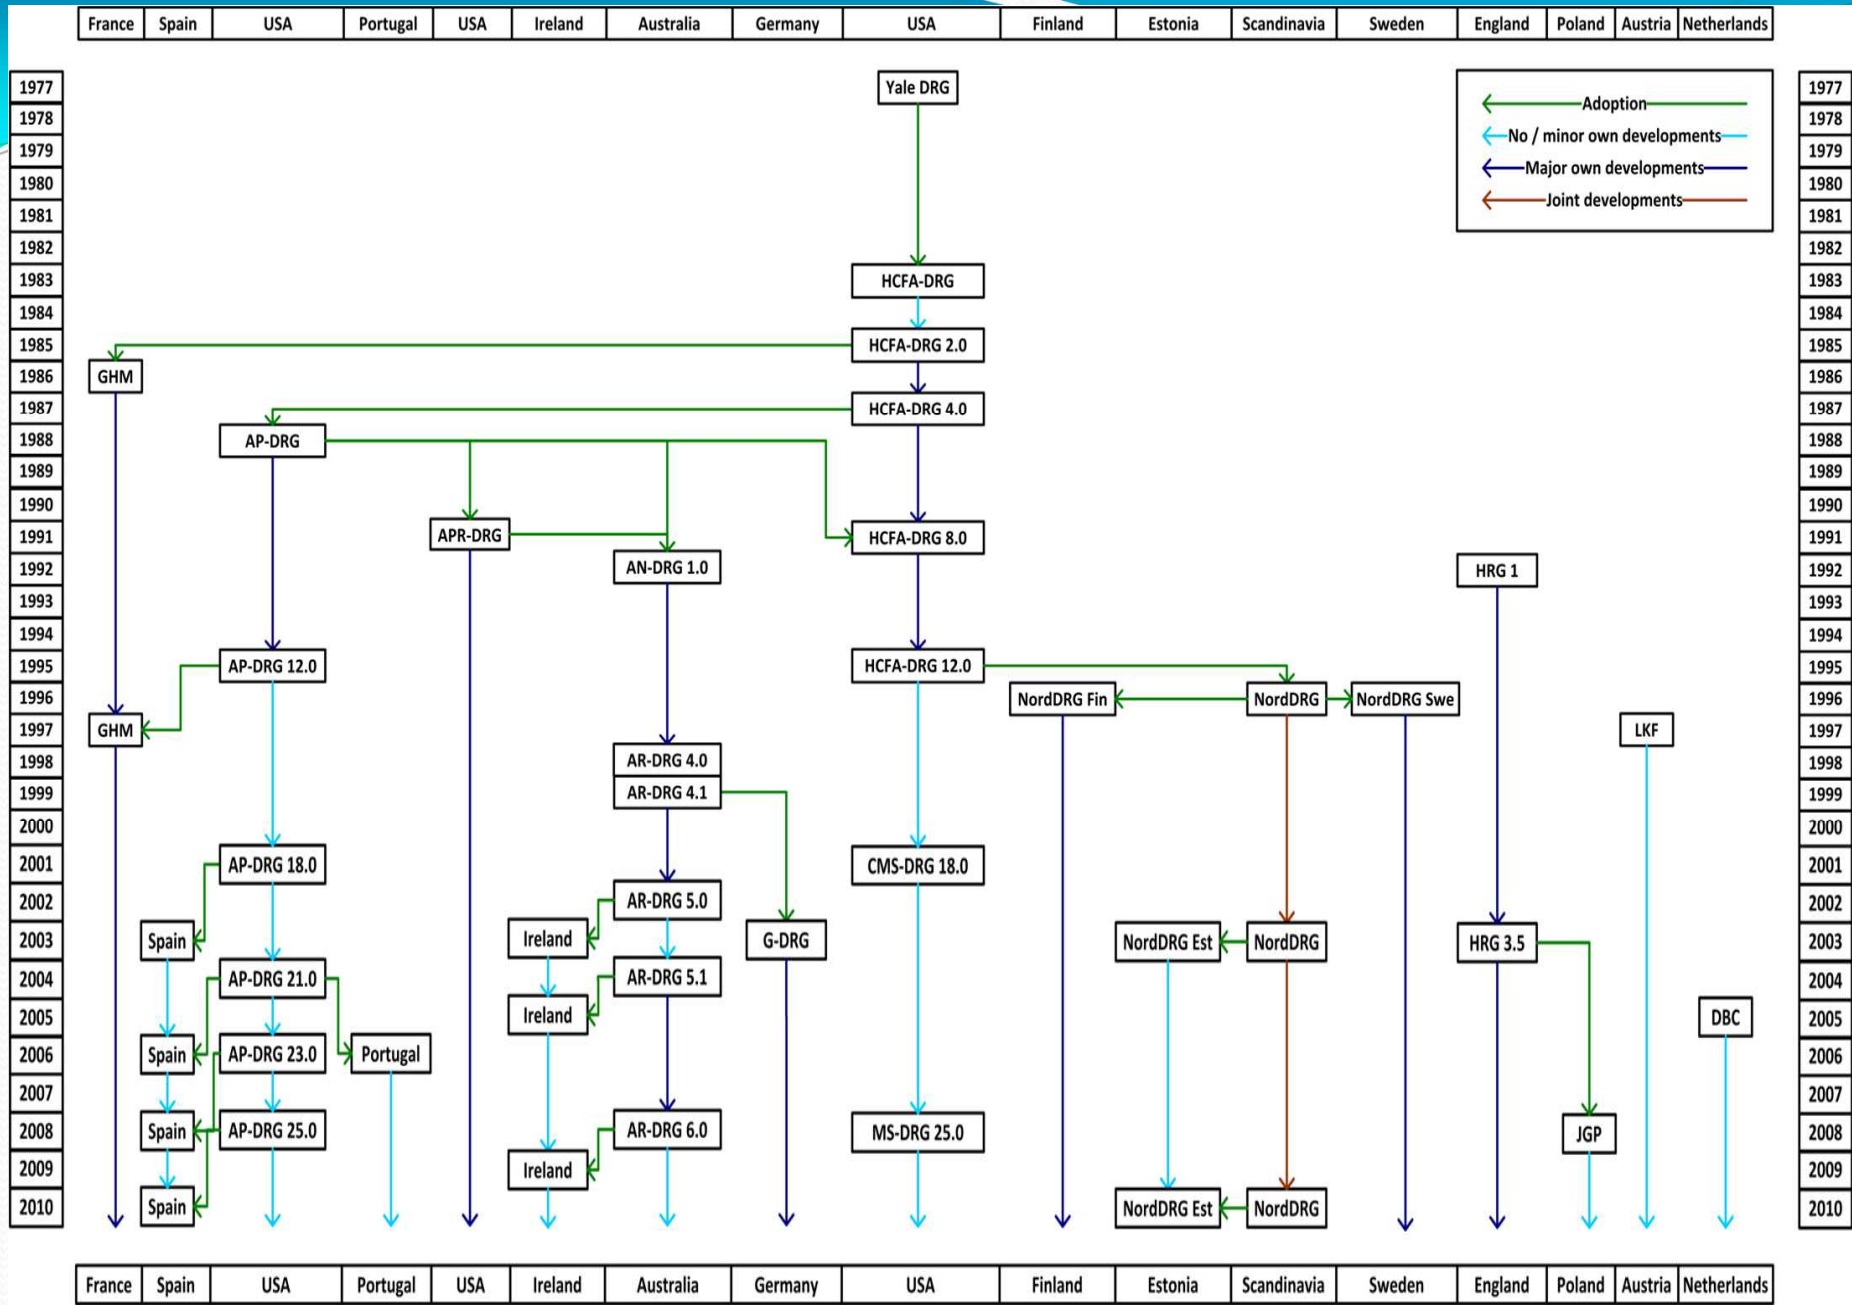 France Spain USA Portugal USA Ireland Australia Germany USA Finland Estonia Scandinavia Sweden England Poland Austria Netherlands
1977 Yale DRG 1977
Adoption
1978 1978
No / minor own developments
1979 1979
Major own developments
1980 1980
Joint developments
1981 1981
1982 1982
1983 HCFA-DRG 1983
1984 1984
1985 HCFA-DRG 2.0 1985
1986 GHM 1986
1987 HCFA-DRG 4.0 1987
1988 AP-DRG 1988
1989 1989
1990 1990
1991 APR-DRG HCFA-DRG 8.0 1991
1992 AN-DRG 1.0 HRG 1 1992
1993 1993
1994 1994
1995 AP-DRG 12.0 HCFA-DRG 12.0 1995
1996 NordDRG Fin NordDRG NordDRG Swe 1996
1997 GHM LKF 1997
1998 AR-DRG 4.0 1998
1999 AR-DRG 4.1 1999
2000 2000
2001 AP-DRG 18.0 CMS-DRG 18.0 2001
2002 AR-DRG 5.0 2002
2003 Spain Ireland G-DRG NordDRG Est NordDRG HRG 3.5 2003
2004 AP-DRG 21.0 AR-DRG 5.1 2004
2005 Ireland DBC 2005
2006 Spain AP-DRG 23.0 Portugal 2006
2007 2007
2008 Spain AP-DRG 25.0 AR-DRG 6.0 MS-DRG 25.0 JGP 2008
2009 Ireland 2009
2010 Spain NordDRG Est NordDRG 2010
France Spain USA Portugal USA Ireland Australia Germany USA Finland Estonia Scandinavia Sweden England Poland Austria Netherlands